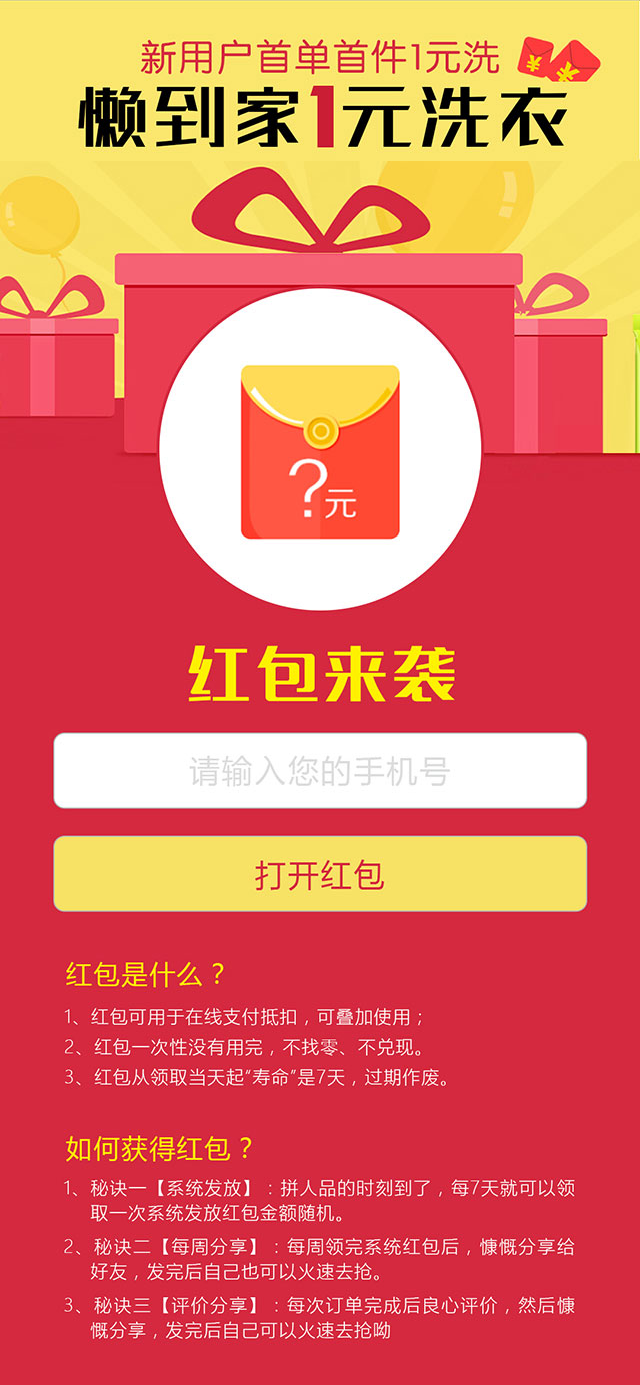 新用户首单首件1元洗
懒到家1元洗衣
?元
红包来袭
请输入您的手机号
打开红包
红包是什么？
1、红包可用于在线支付抵扣，可叠加使用；
2、红包一次性没有用完，不找零、不兑现。
3、红包从领取当天起“寿命”是7天，过期作废。
如何获得红包？
1、秘诀一【系统发放】：拼人品的时刻到了，每7天就可以领
取一次系统发放红包金额随机。
2、秘诀二【每周分享】：每周领完系统红包后，慷慨分享给
好友，发完后自己也可以火速去抢。
3、秘诀三【评价分享】：每次订单完成后良心评价，然后慷
慨分享，发完后自己可以火速去抢呦